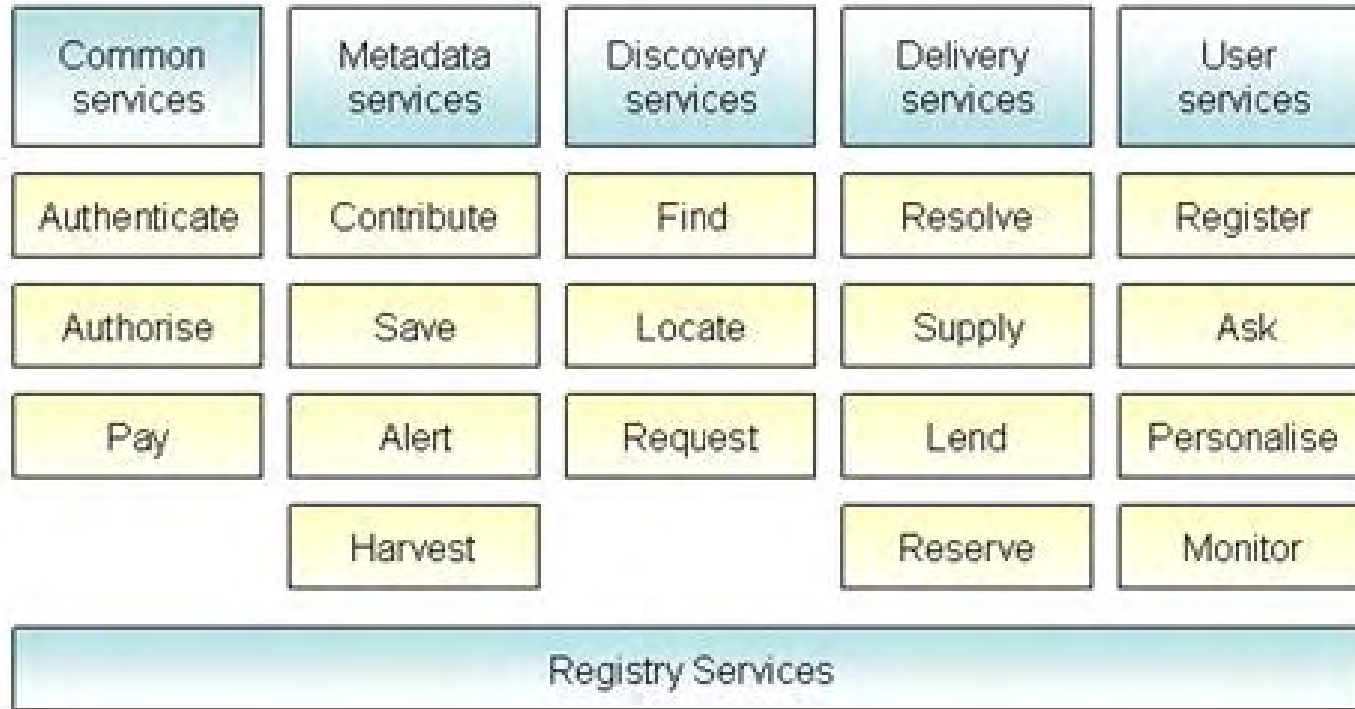 Common services
Metadata services
Discovery services
Delivery services
User services
Authenticate
Contribute
Find
Resolve
Register
Authorise
Save
Locate
Supply
Ask
Pay
Alert
Request
Lend
Personalise
Harvest
Reserve
Monitor
Registry Services